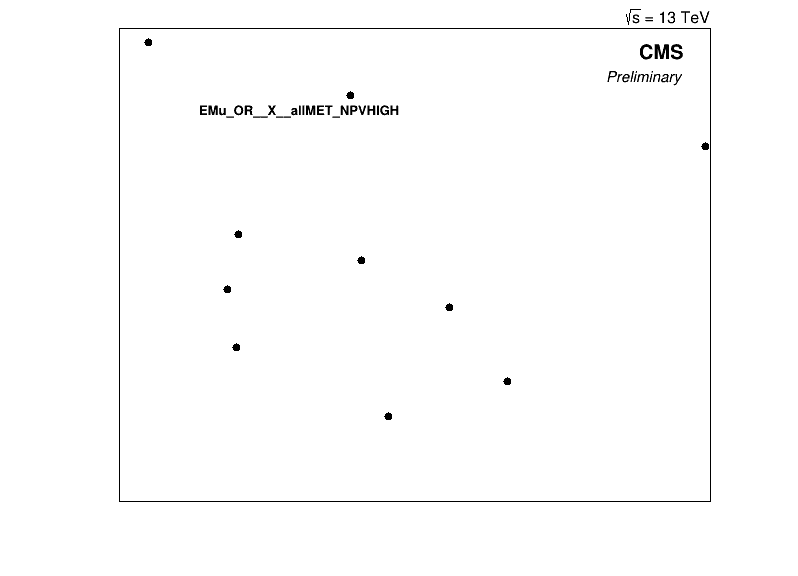 √s = 13 TeV
CMS
Preliminary
EMu_OR__X__allMET_NPVHIGH